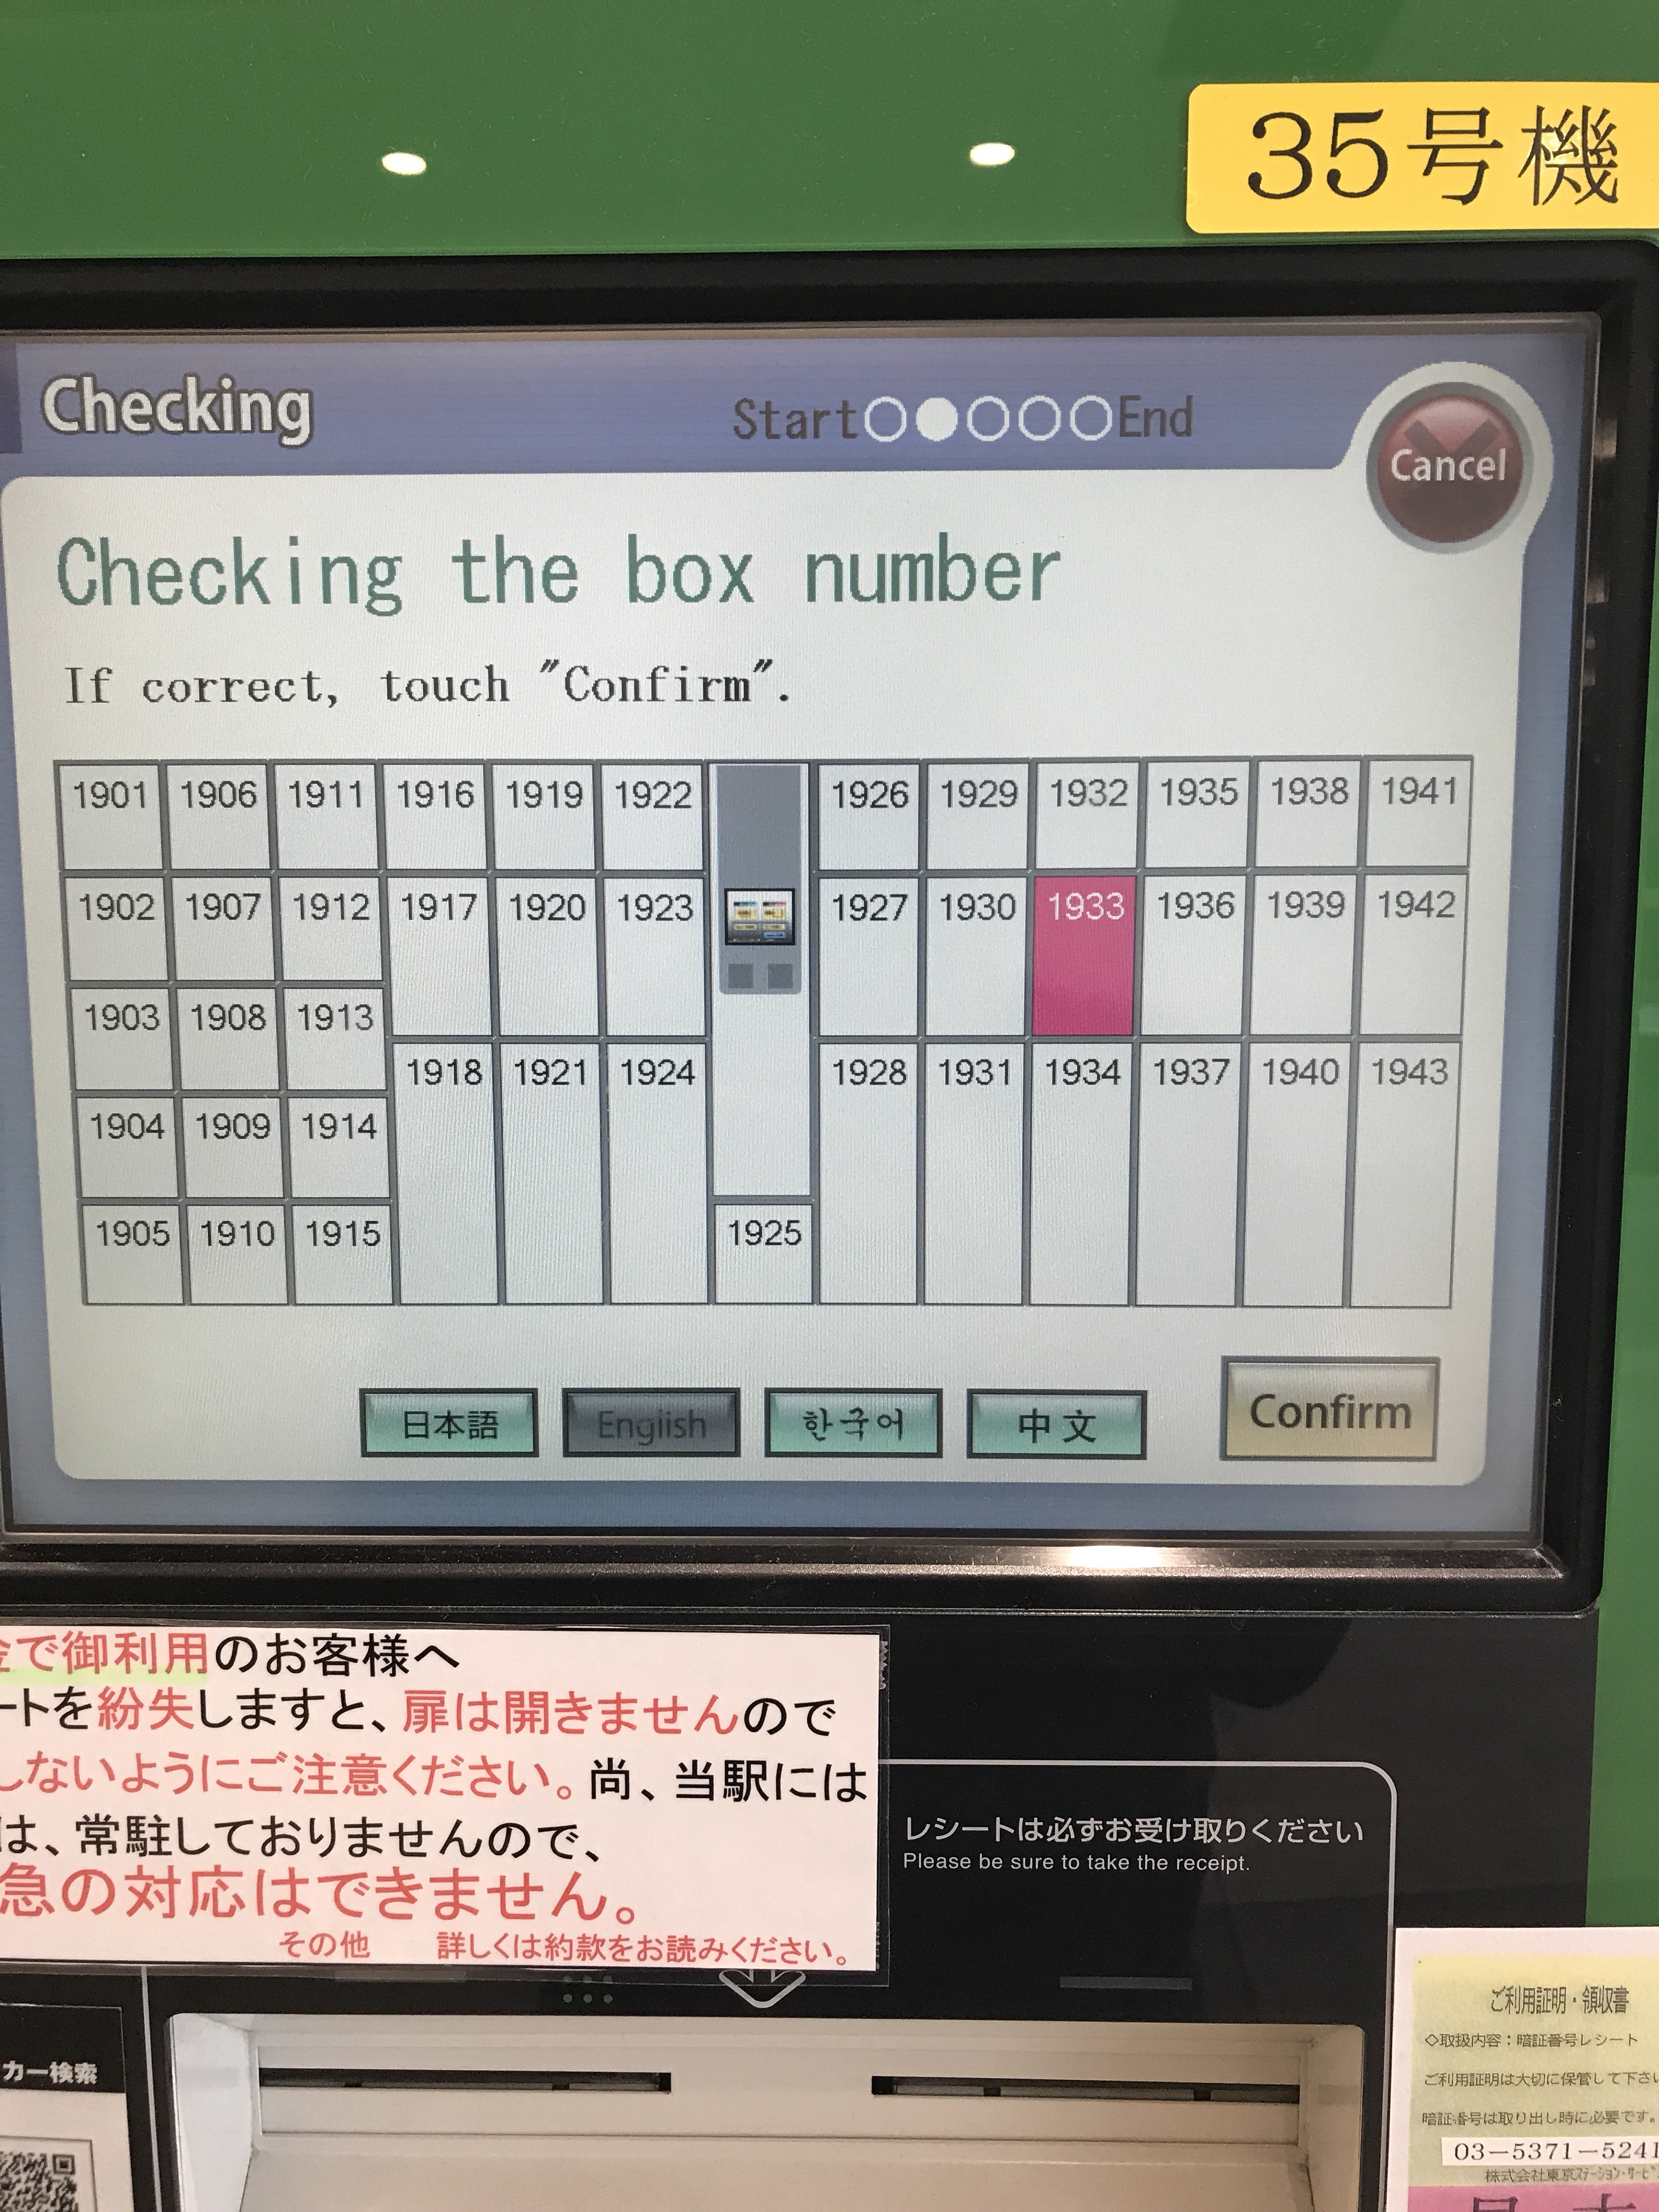 35号機
Checking
Start End
Cancel
Checking the box number
If correct, touch "Confirm".
1901 1906 1911 1916 1919 1922 1926 1929 1932 1935 1938 1941
1902 1907 1912 1917 1920 1923 1927 1930 1933 1936 1939 1942
1903 1908 1913
1918 1921 1924 1928 1931 1934 1937 1940 1943
1904 1909 1914
1905 1910 1915 1925
日本語 English 한국어 中文 Confirm
金で御利用のお客様へ
ートを紛失しますと、扉は開きませんので
しないようにご注意ください。尚、当駅には
は、常駐しておりませんので、
急の対応はできません。
その他 詳しくは約款をお読みください。
レシートは必ずお受け取りください
Please be sure to take the receipt.
カー検索
ご利用証明・領収書
◇取扱内容：暗証番号レシート
ご利用証明は大切に保管して下さい
暗証番号は取り出し時に必要です。
03－5371－5241
株式会社東京ステーション・サービ